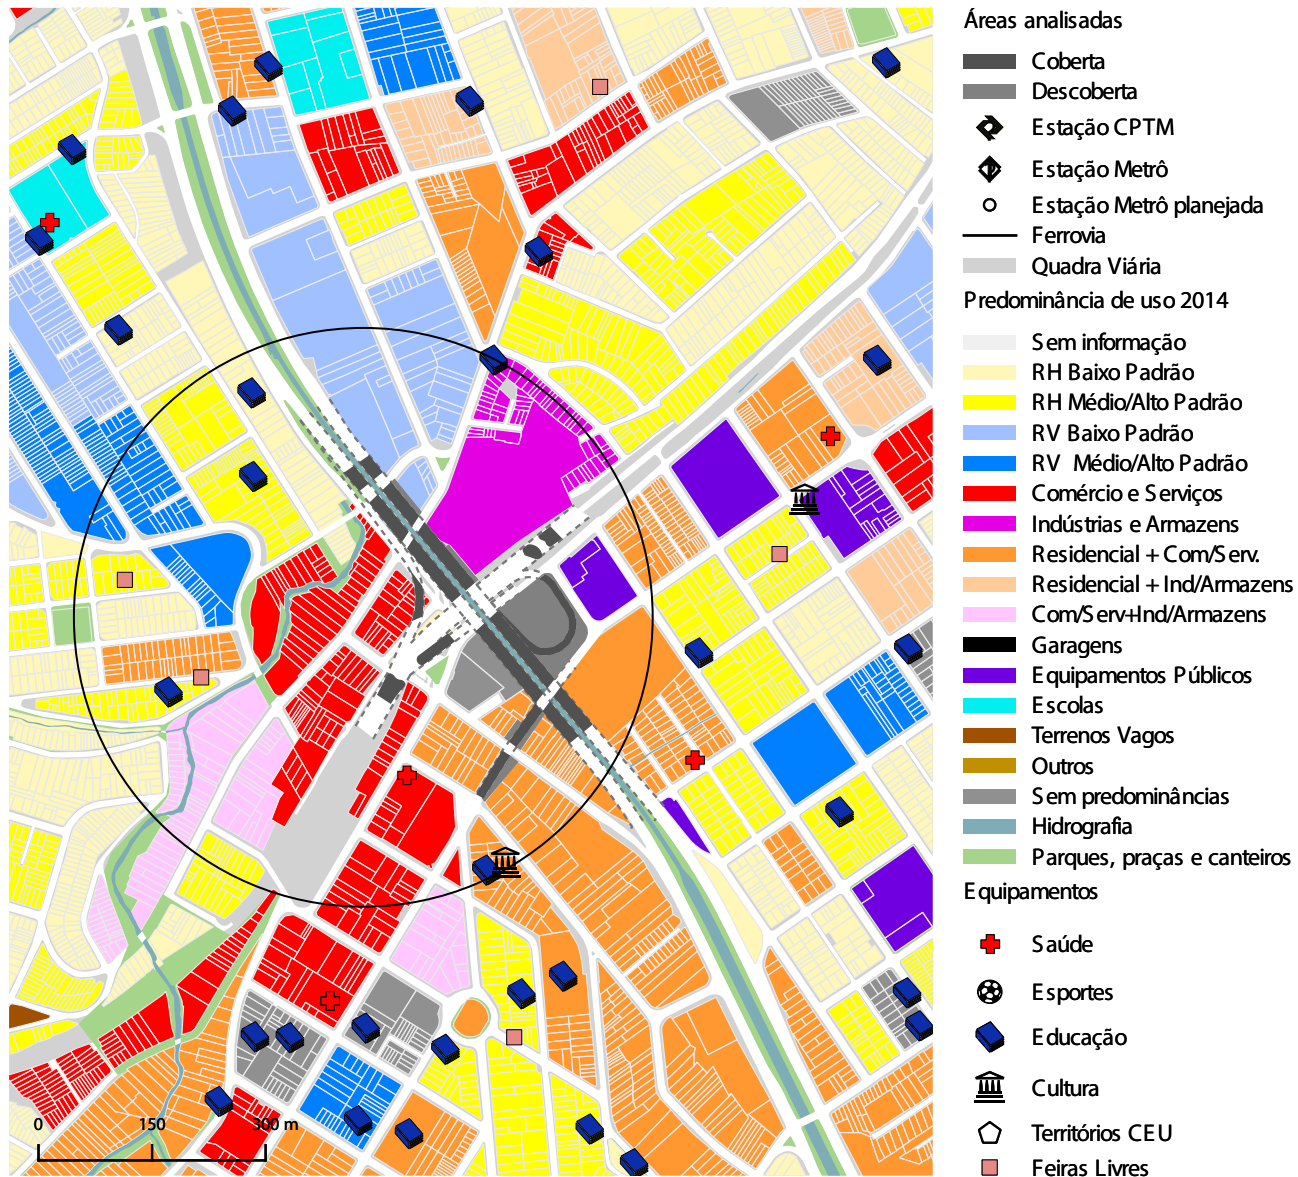 Áreas analisadas
Coberta
Descoberta
Estação CPTM
Estação Metrô
Estação Metrô planejada
Ferrovia
Quadra Viária
Predominância de uso 2014
Sem informação
RH Baixo Padrão
RH Médio/Alto Padrão
RV Baixo Padrão
RV Médio/Alto Padrão
Comércio e Serviços
Indústrias e Armazens
Residencial + Com/Serv.
Residencial + Ind/Armazens
Com/Serv+Ind/Armazens
Garagens
Equipamentos Públicos
Escolas
Terrenos Vagos
Outros
Sem predominâncias
Hidrografia
Parques, praças e canteiros
Equipamentos
Saúde
Esportes
Educação
Cultura
Territórios CEU
Feiras Livres
0 150 300 m